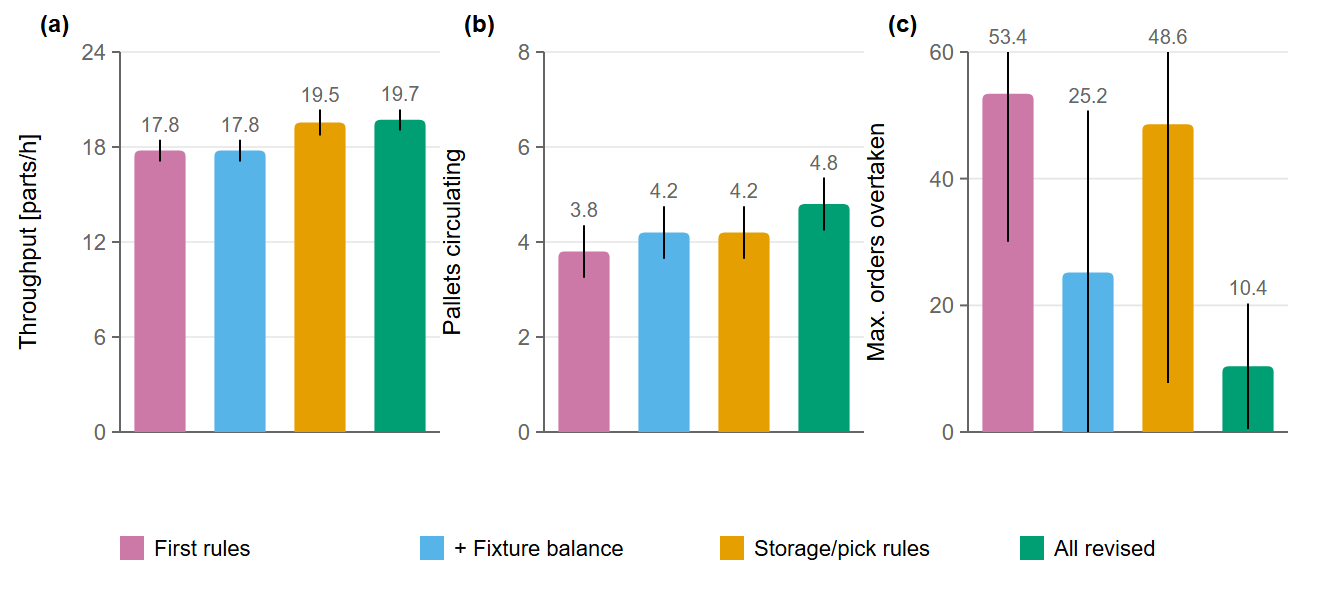 (a)
Throughput [parts/h]
24
18
12
6
0
17.8
17.8
19.5
19.7
(b)
Pallets circulating
8
6
4
2
0
3.8
4.2
4.2
4.8
(c)
Max. orders overtaken
60
40
20
0
53.4
25.2
48.6
10.4
First rules
+ Fixture balance
Storage/pick rules
All revised